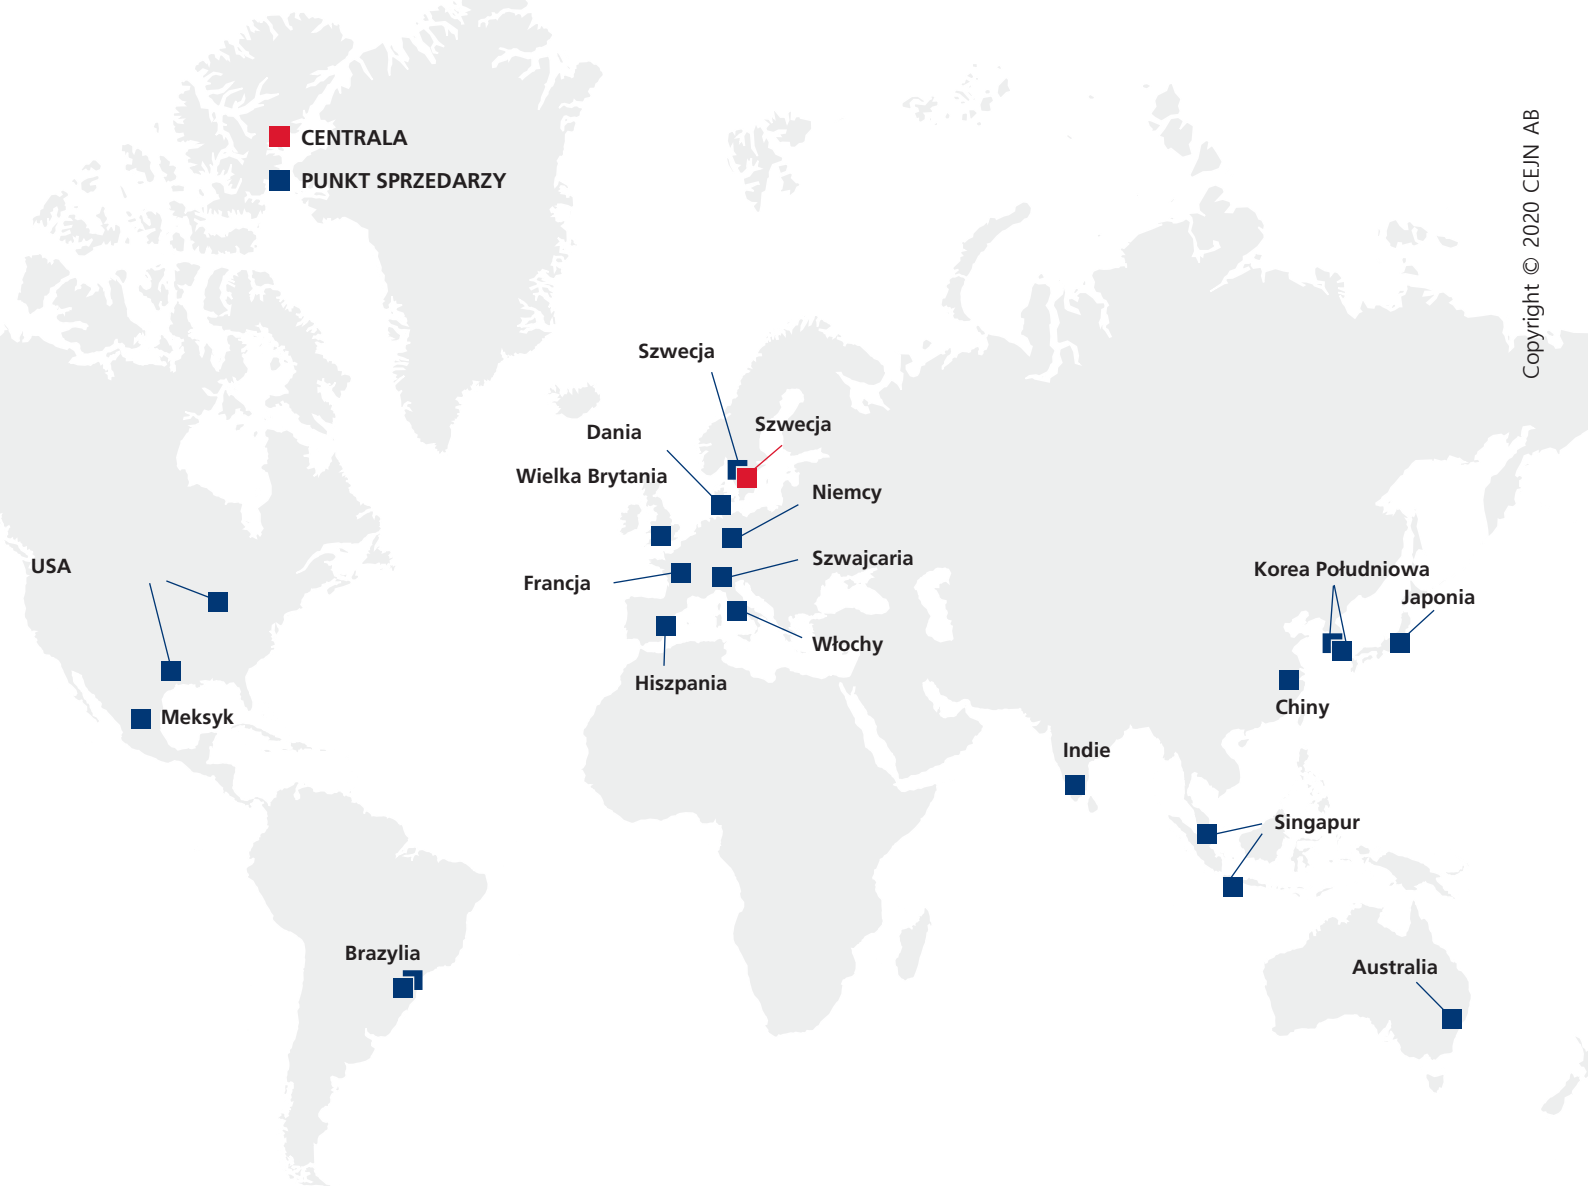 CENTRALA
PUNKT SPRZEDARZY
Copyright © 2020 CEJN AB
Szwecja
Szwecja
Dania
Wielka Brytania
Niemcy
Szwajcaria
Francja
Włochy
Hiszpania
USA
Meksyk
Korea Południowa
Japonia
Chiny
Indie
Singapur
Brazylia
Australia